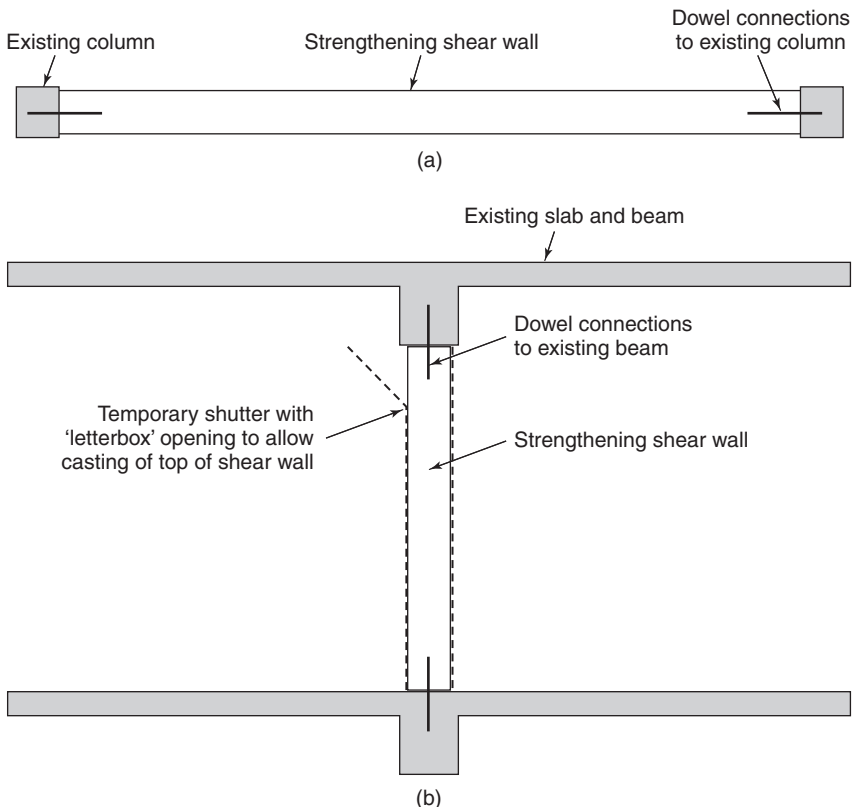 Existing column
Strengthening shear wall
Dowel connections
to existing column
(a)
Existing slab and beam
Dowel connections
to existing beam
Temporary shutter with
‘letterbox’ opening to allow
casting of top of shear wall
Strengthening shear wall
(b)